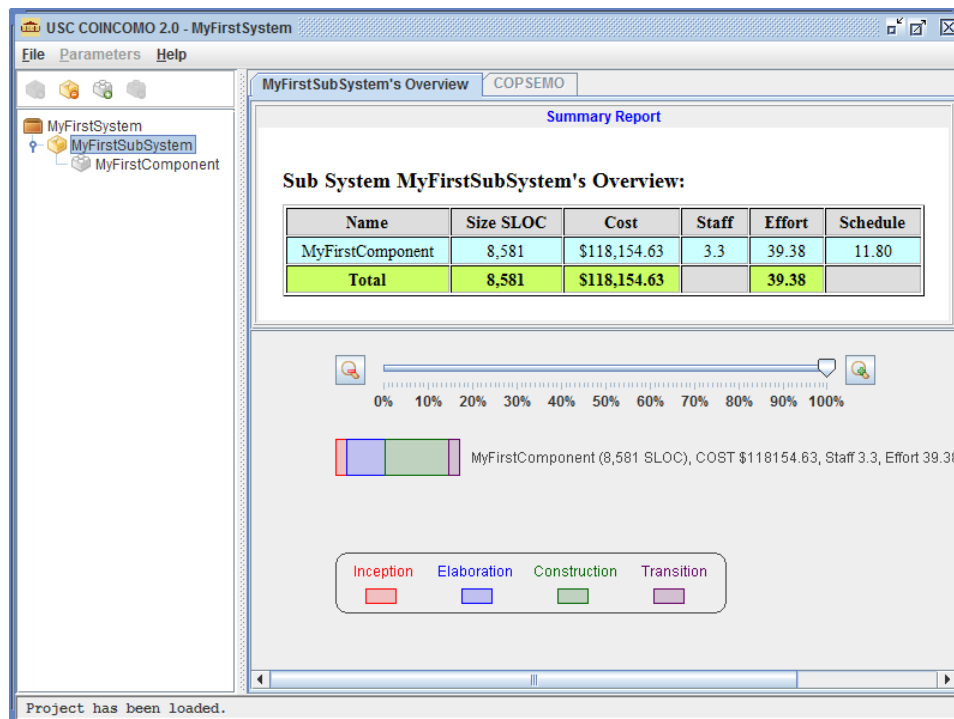 USC COINCOMO 2.0 - MyFirstSystem
File Parameters Help
MyFirstSystem
MyFirstSubSystem
MyFirstComponent
MyFirstSubSystem's Overview COPSEMO
Summary Report
Sub System MyFirstSubSystem's Overview:
Name Size SLOC Cost Staff Effort Schedule
MyFirstComponent 8,581 $118,154.63 3.3 39.38 11.80
Total 8,581 $118,154.63 39.38
0% 10% 20% 30% 40% 50% 60% 70% 80% 90% 100%
MyFirstComponent (8,581 SLOC), COST $118154.63, Staff 3.3, Effort 39.38
Inception Elaboration Construction Transition
Project has been loaded.